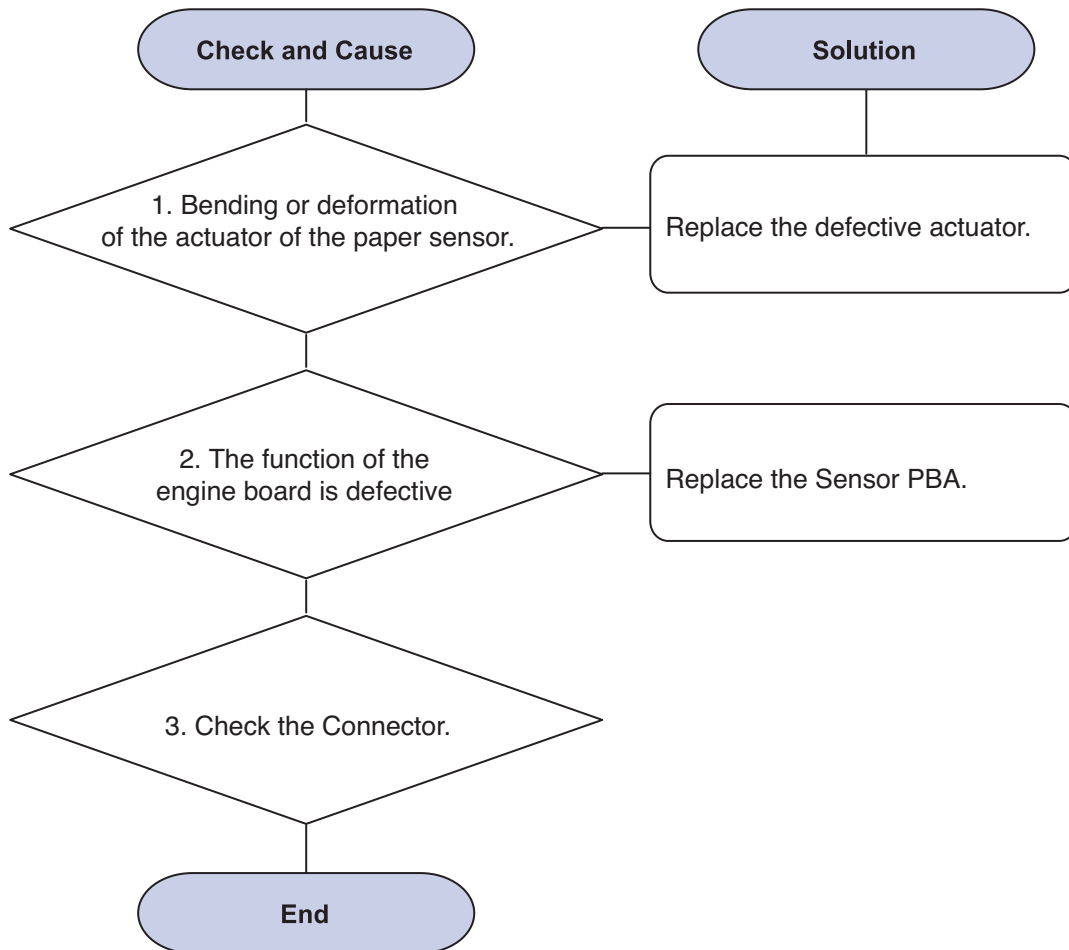 Check and Cause
Solution
1. Bending or deformation
of the actuator of the paper sensor.
Replace the defective actuator.
2. The function of the
engine board is defective
Replace the Sensor PBA.
3. Check the Connector.
End